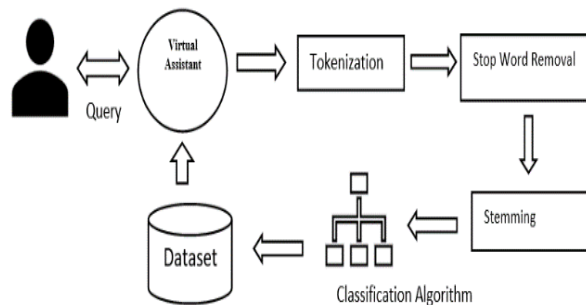 Virtual
Assistant
Tokenization
Stop Word Removal
Query
Stemming
Dataset
Classification Algorithm